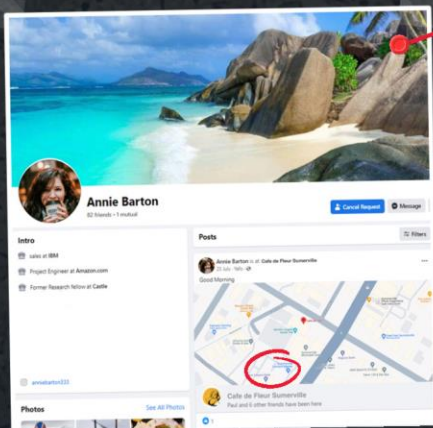 Annie Barton
82 friends • 1 mutual
Cancel Request
Message
Intro
sales at IBM
Project Engineer at Amazon.com
Former Research fellow at Castle
anniebarton233
Photos
See All Photos
Posts
Filters
Annie Barton is at Cafe de Fleur Sumerville
Good Morning
Cafe de Fleur Sumerville
Paul and 6 other friends have been here